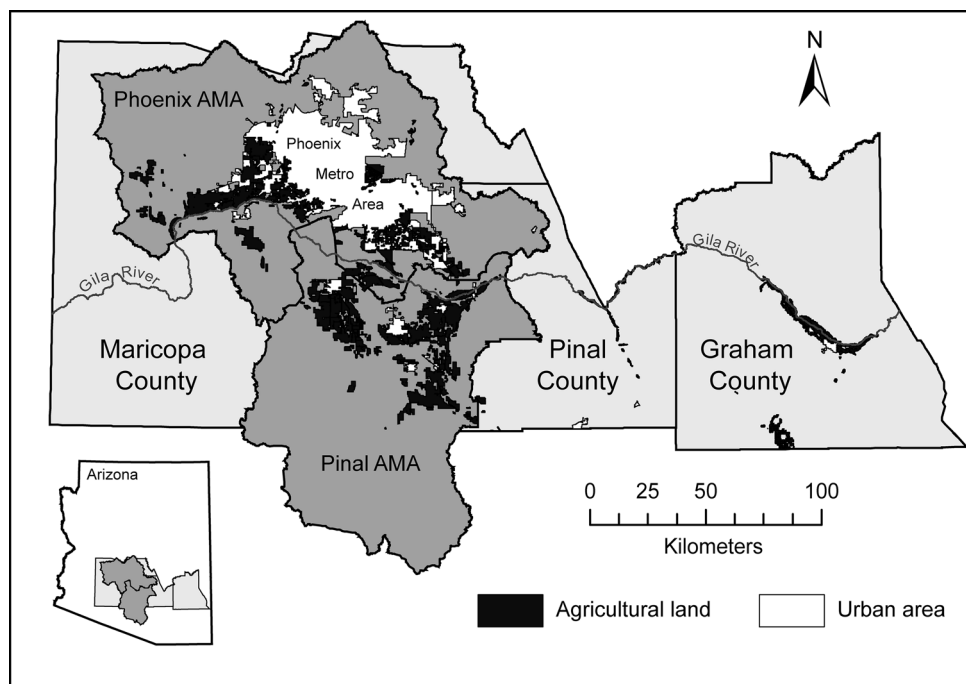 N
Phoenix AMA
Phoenix
Metro
Area
Gila River
Gila River
Maricopa
County
Pinal
County
Graham
County
Pinal AMA
Arizona
0 25 50 100
Kilometers
Agricultural land
Urban area